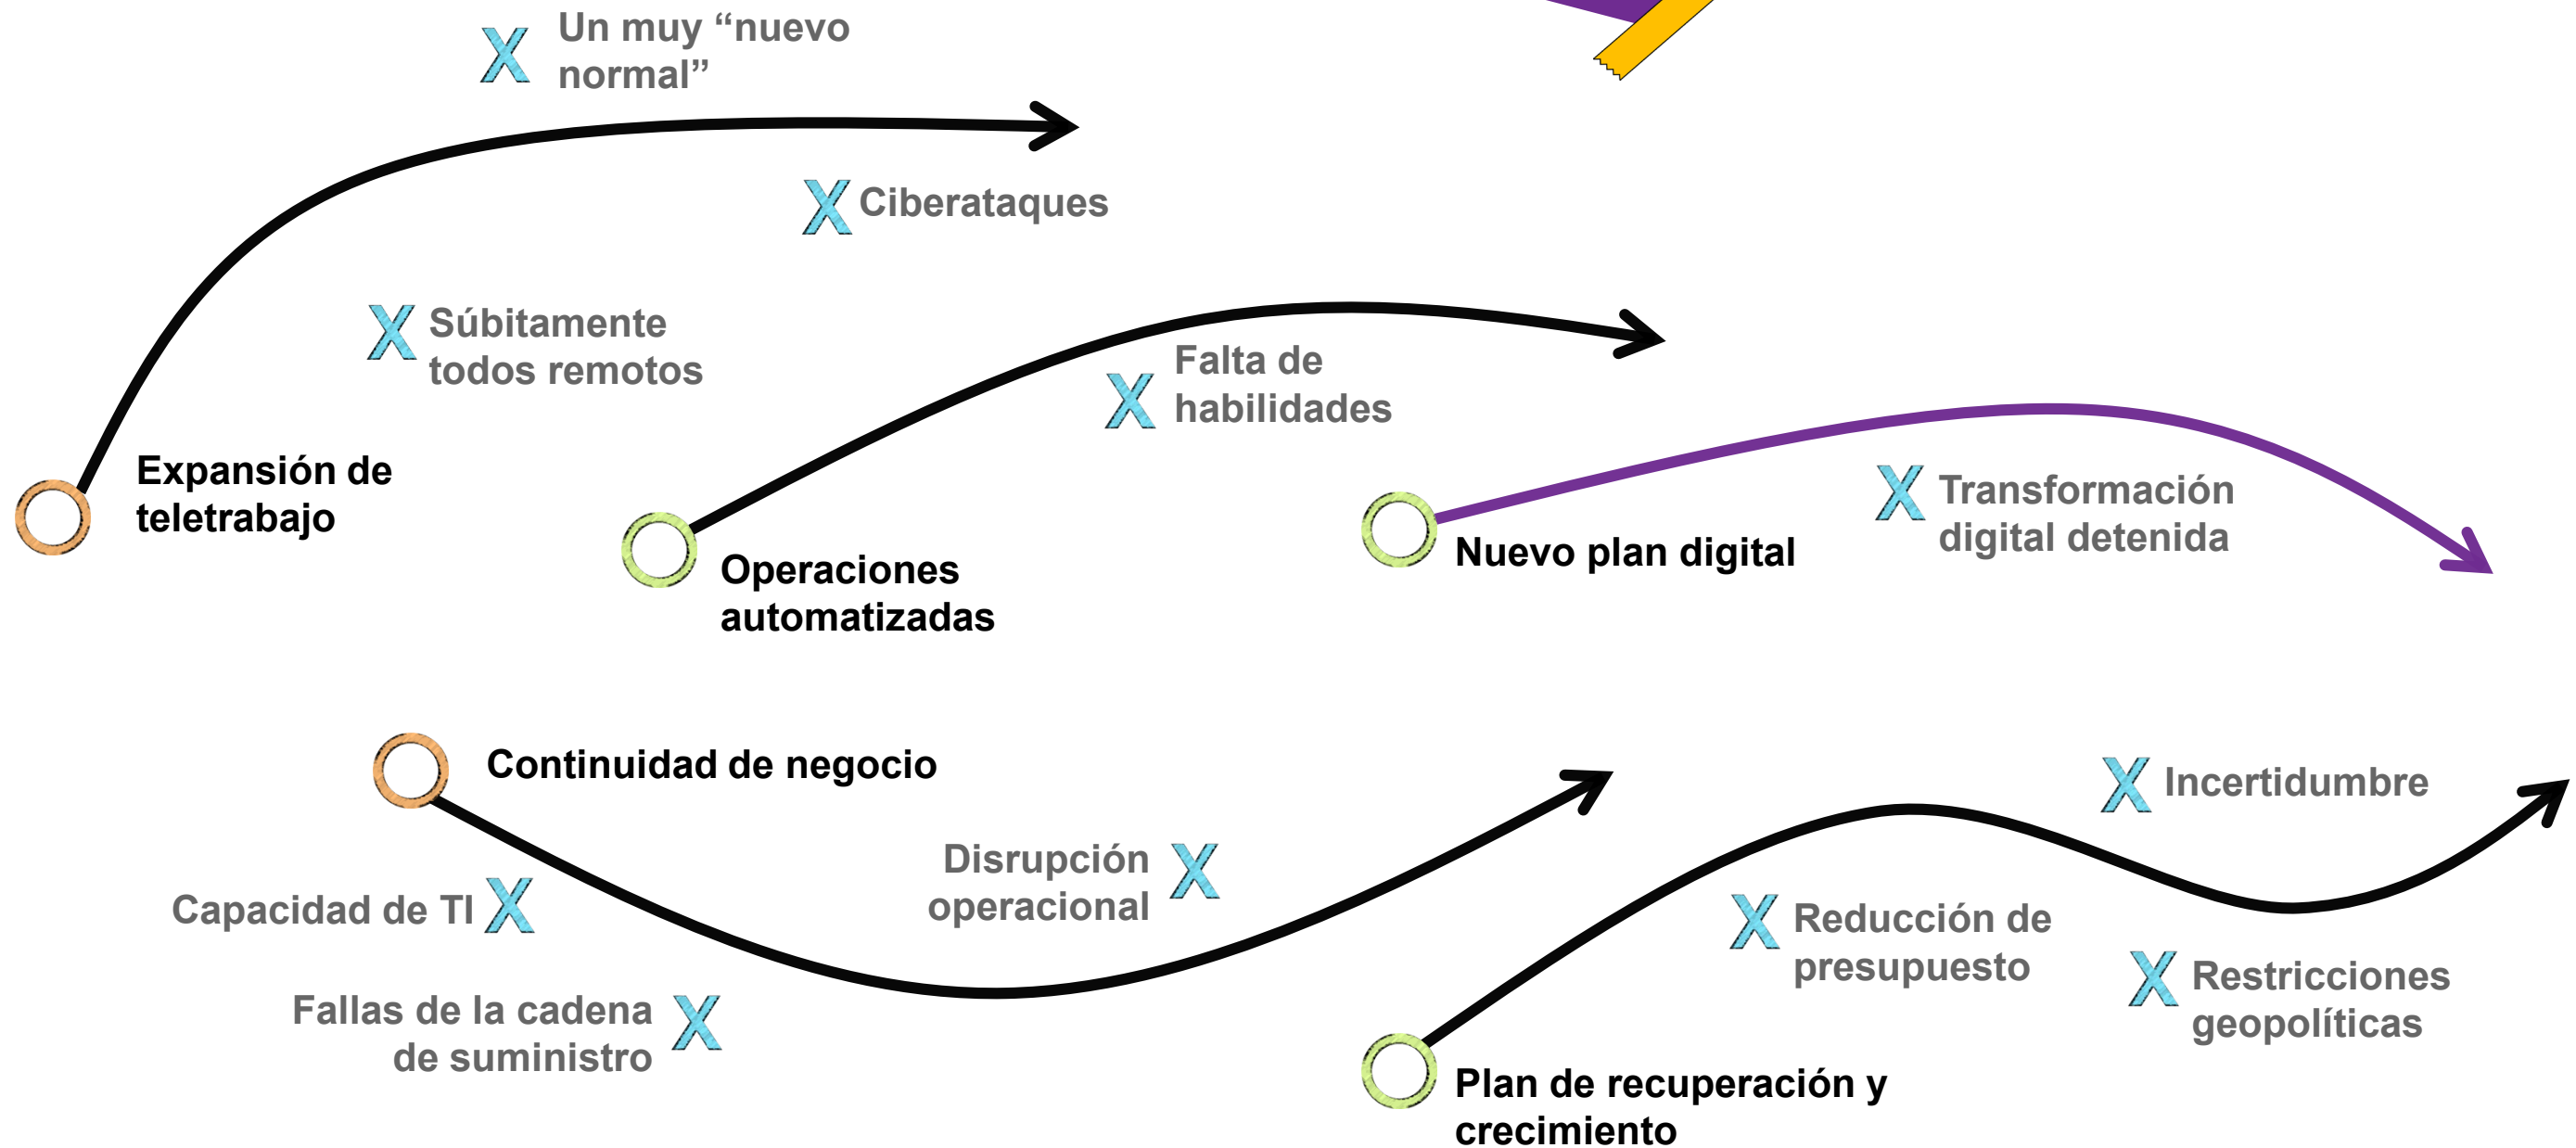 Un muy “nuevo
normal”
Ciberataques
Súbitamente
todos remotos
Falta de
habilidades
Expansión de
teletrabajo
Transformación
digital detenida
Nuevo plan digital
Operaciones
automatizadas
Continuidad de negocio
Incertidumbre
Disrupción
operacional
Capacidad de TI
Reducción de
presupuesto
Restricciones
geopolíticas
Fallas de la cadena
de suministro
Plan de recuperación y
crecimiento